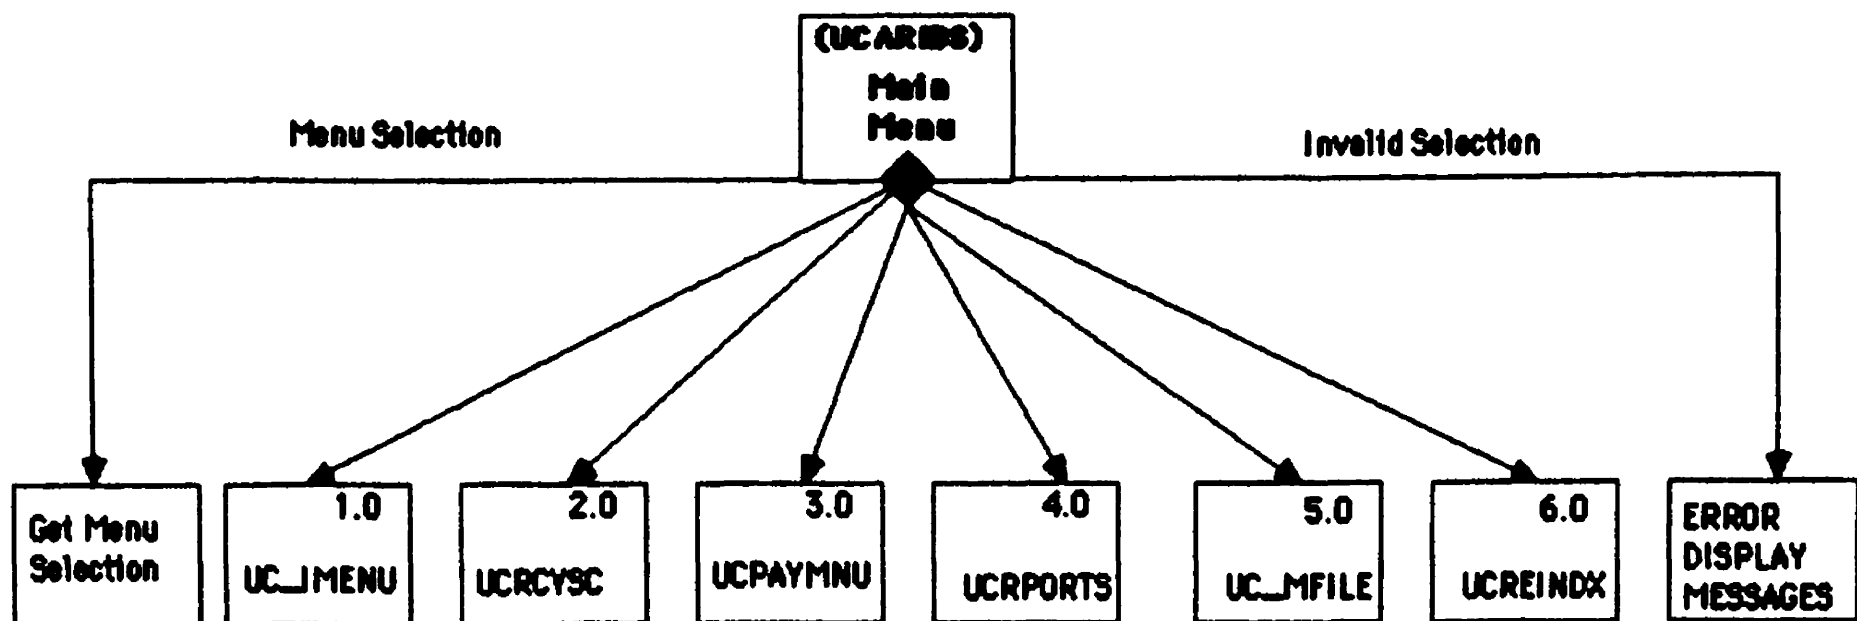 (UCARIBS)
Main
Menu
Menu Selection
Invalid Selection
Get Menu
Selection
1.0
UC_IMENU
2.0
UCRCYSC
3.0
UCPAYMNU
4.0
UCRPORTS
5.0
UC_MFILE
6.0
UCREINDX
ERROR
DISPLAY
MESSAGES